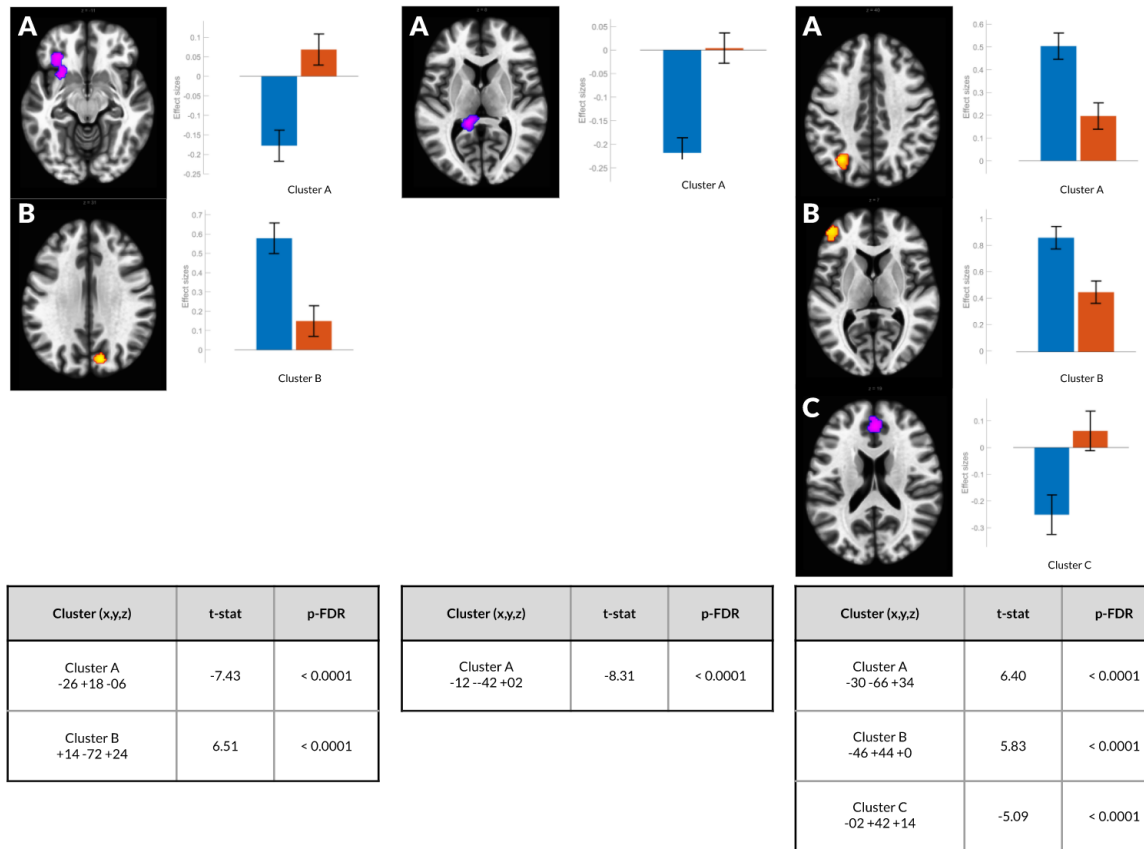 A
0.1
0.05
0
0.05
-0.1
-0.15
-0.2
Effect sizes
Cluster A
B
z = 31
0.7
0.6
0.5
0.4
0.3
0.2
0.1
0
Effect sizes
Cluster B
A
0.05
0
0.05
-0.1
-0.15
-0.2
-0.25
Effect sizes
Cluster A
A
0.6
0.5
0.4
0.3
0.2
0.1
0
Effect sizes
Cluster A
B
z = 7
1
0.8
0.6
0.4
0.2
0
Effect sizes
Cluster B
C
0.1
0
-0.1
-0.2
-0.3
Effect sizes
Cluster C
Cluster (x,y,z) t-stat p-FDR
Cluster A
-26 +18 -06 -7.43 < 0.0001
Cluster B
+14 -72 +24 6.51 < 0.0001
Cluster (x,y,z) t-stat p-FDR
Cluster A
-12 --42 +02 -8.31 < 0.0001
Cluster (x,y,z) t-stat p-FDR
Cluster A
-30 -66 +34 6.40 < 0.0001
Cluster B
-46 +44 +0 5.83 < 0.0001
Cluster C
-02 +42 +14 -5.09 < 0.0001